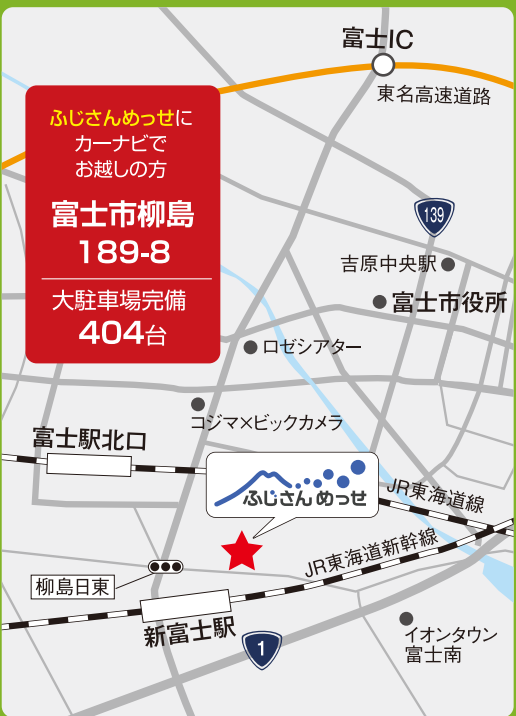 富士IC
東名高速道路
ふじさんめっせに
カーナビで
お越しの方
富士市柳島
189-8
大駐車場完備
404台
139
吉原中央駅
富士市役所
ロゼシアター
コジマ×ビックカメラ
富士駅北口
ふじさんめっせ
JR東海道線
JR東海道新幹線
柳島日東
新富士駅
1
イオンタウン
富士南